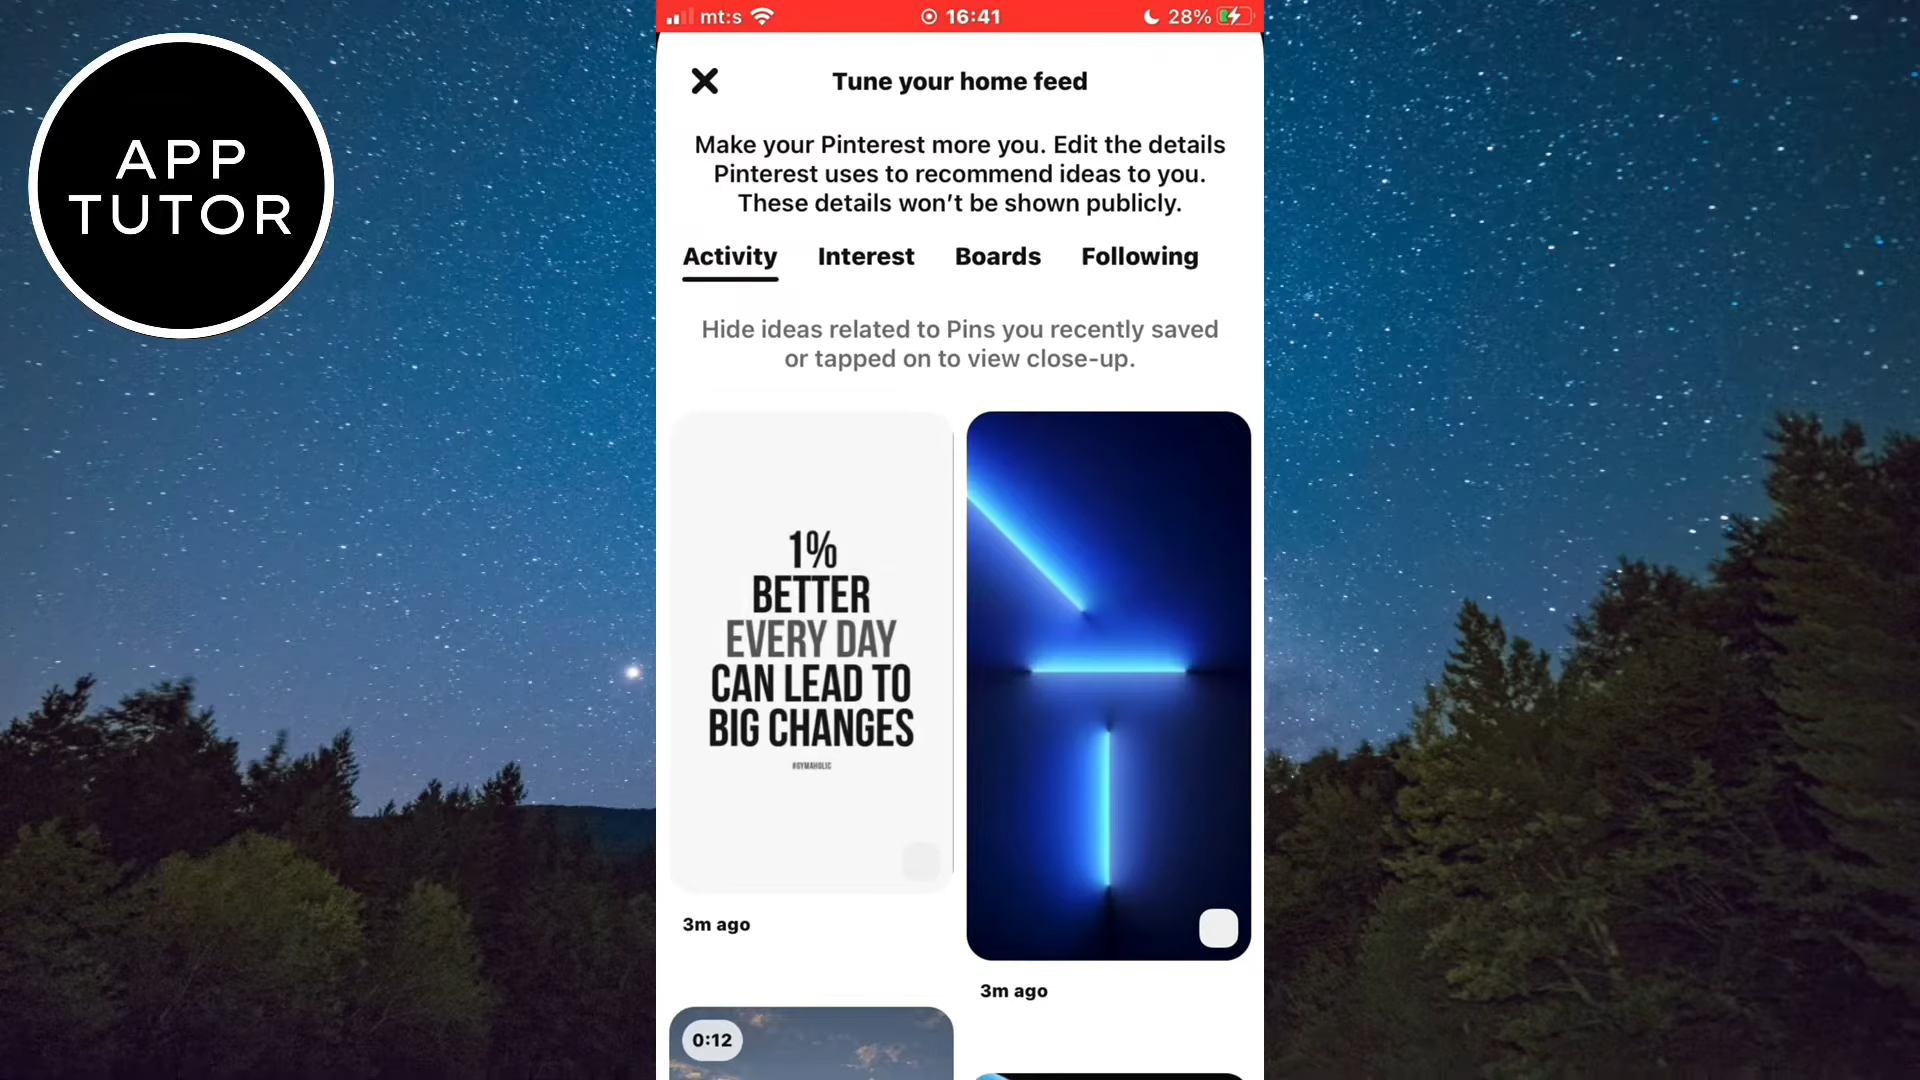 APP
TUTOR
mt:s
16:41
28%
Tune your home feed
Make your Pinterest more you. Edit the details
Pinterest uses to recommend ideas to you.
These details won't be shown publicly.
Activity Interest Boards Following
Hide ideas related to Pins you recently saved
or tapped on to view close-up.
1%
BETTER
EVERY DAY
CAN LEAD TO
BIG CHANGES
#GYMAHOLIC
3m ago
3m ago
0:12